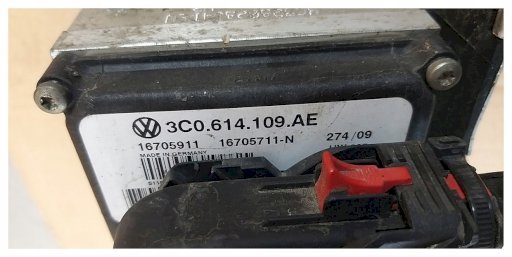 3C0.614.109.AE
16705911 16705711-N 274/09
MADE IN GERMANY